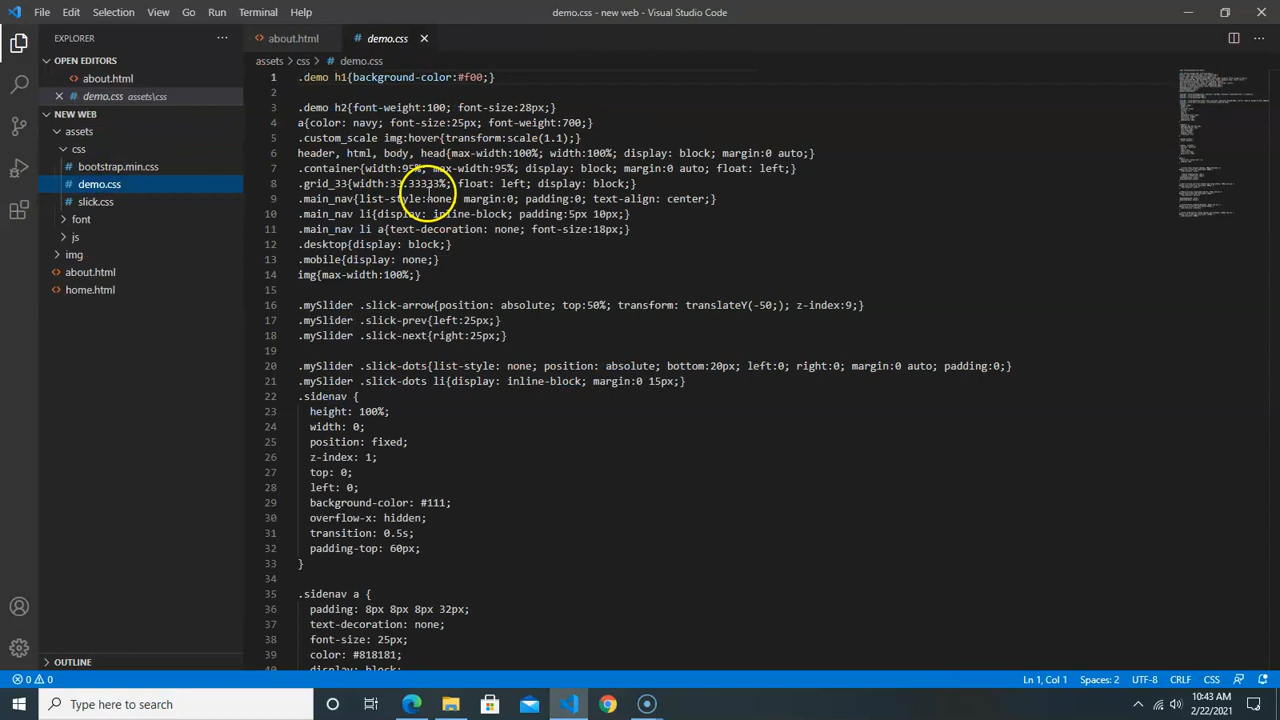 File Edit Selection View Go Run Terminal Help demo.css - new web - Visual Studio Code
EXPLORER ··· about.html # demo.css
OPEN EDITORS
about.html
# demo.css assets\css
NEW WEB
assets
css
# bootstrap.min.css
# demo.css
# slick.css
font
js
img
about.html
home.html
OUTLINE
assets > css > # demo.css
1 .demo h1{background-color:#f00;}
2
3 .demo h2{font-weight:100; font-size:28px;}
4 a{color: navy; font-size:25px; font-weight:700;}
5 .custom_scale img:hover{transform:scale(1.1);}
6 header, html, body, head{max-width:100%; width:100%; display: block; margin:0 auto;}
7 .container{width:95%; max-width:95%; display: block; margin:0 auto; float: left;}
8 .grid_33{width:33.33333%; float: left; display: block;}
9 .main_nav{list-style:none; margin:0; padding:0; text-align: center;}
10 .main_nav li{display: inline-block; padding:5px 10px;}
11 .main_nav li a{text-decoration: none; font-size:18px;}
12 .desktop{display: block;}
13 .mobile{display: none;}
14 img{max-width:100%;}
15
16 .mySlider .slick-arrow{position: absolute; top:50%; transform: translateY(-50;); z-index:9;}
17 .mySlider .slick-prev{left:25px;}
18 .mySlider .slick-next{right:25px;}
19
20 .mySlider .slick-dots{list-style: none; position: absolute; bottom:20px; left:0; right:0; margin:0 auto; padding:0;}
21 .mySlider .slick-dots li{display: inline-block; margin:0 15px;}
22 .sidenav {
23 height: 100%;
24 width: 0;
25 position: fixed;
26 z-index: 1;
27 top: 0;
28 left: 0;
29 background-color: #111;
30 overflow-x: hidden;
31 transition: 0.5s;
32 padding-top: 60px;
33 }
34
35 .sidenav a {
36 padding: 8px 8px 8px 32px;
37 text-decoration: none;
38 font-size: 25px;
39 color: #818181;
display: block;
0 0 Ln 1, Col 1 Spaces: 2 UTF-8 CRLF CSS
Type here to search
10:43 AM
2/22/2021